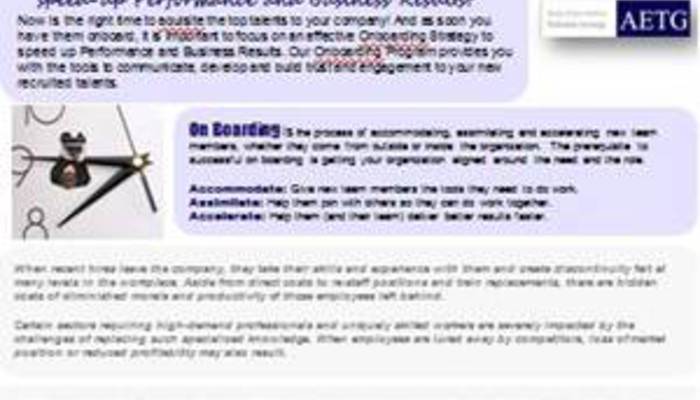 Speed-up Performance and Business Results!
Now is the right time to aquisite the top talents to your company! And as soon you
have them onboard, it is important to focus on an effective Onboarding Strategy to
speed up Performance and Business Results. Our Onboarding Program provides you
with the tools to communicate, develop and build trust and engagement to your new
recruited talents.
AETG
10
9
8
On Boarding is the process of accommodating, assimilating and accelerating new team
members, whether they come from outside or inside the organization. The prerequisite to
successful on boarding is getting your organization aligned around the need and the role.
Accommodate: Give new team members the tools they need to do work.
Assimilate: Help them join with others so they can do work together.
Accelerate: Help them (and their team) deliver better results faster.
When recent hires leave the company, they take their skills and experience with them and create discontinuity felt at
many levels in the workplace. Aside from direct costs to re-staff positions and train replacements, there are hidden
costs of diminished morale and productivity of those employees left behind.
Certain sectors requiring high-demand professionals and uniquely skilled workers are severely impacted by the
challenges of replacing such specialized knowledge. When employees are lured away by competitors, loss of market
position or reduced profitability may also result.